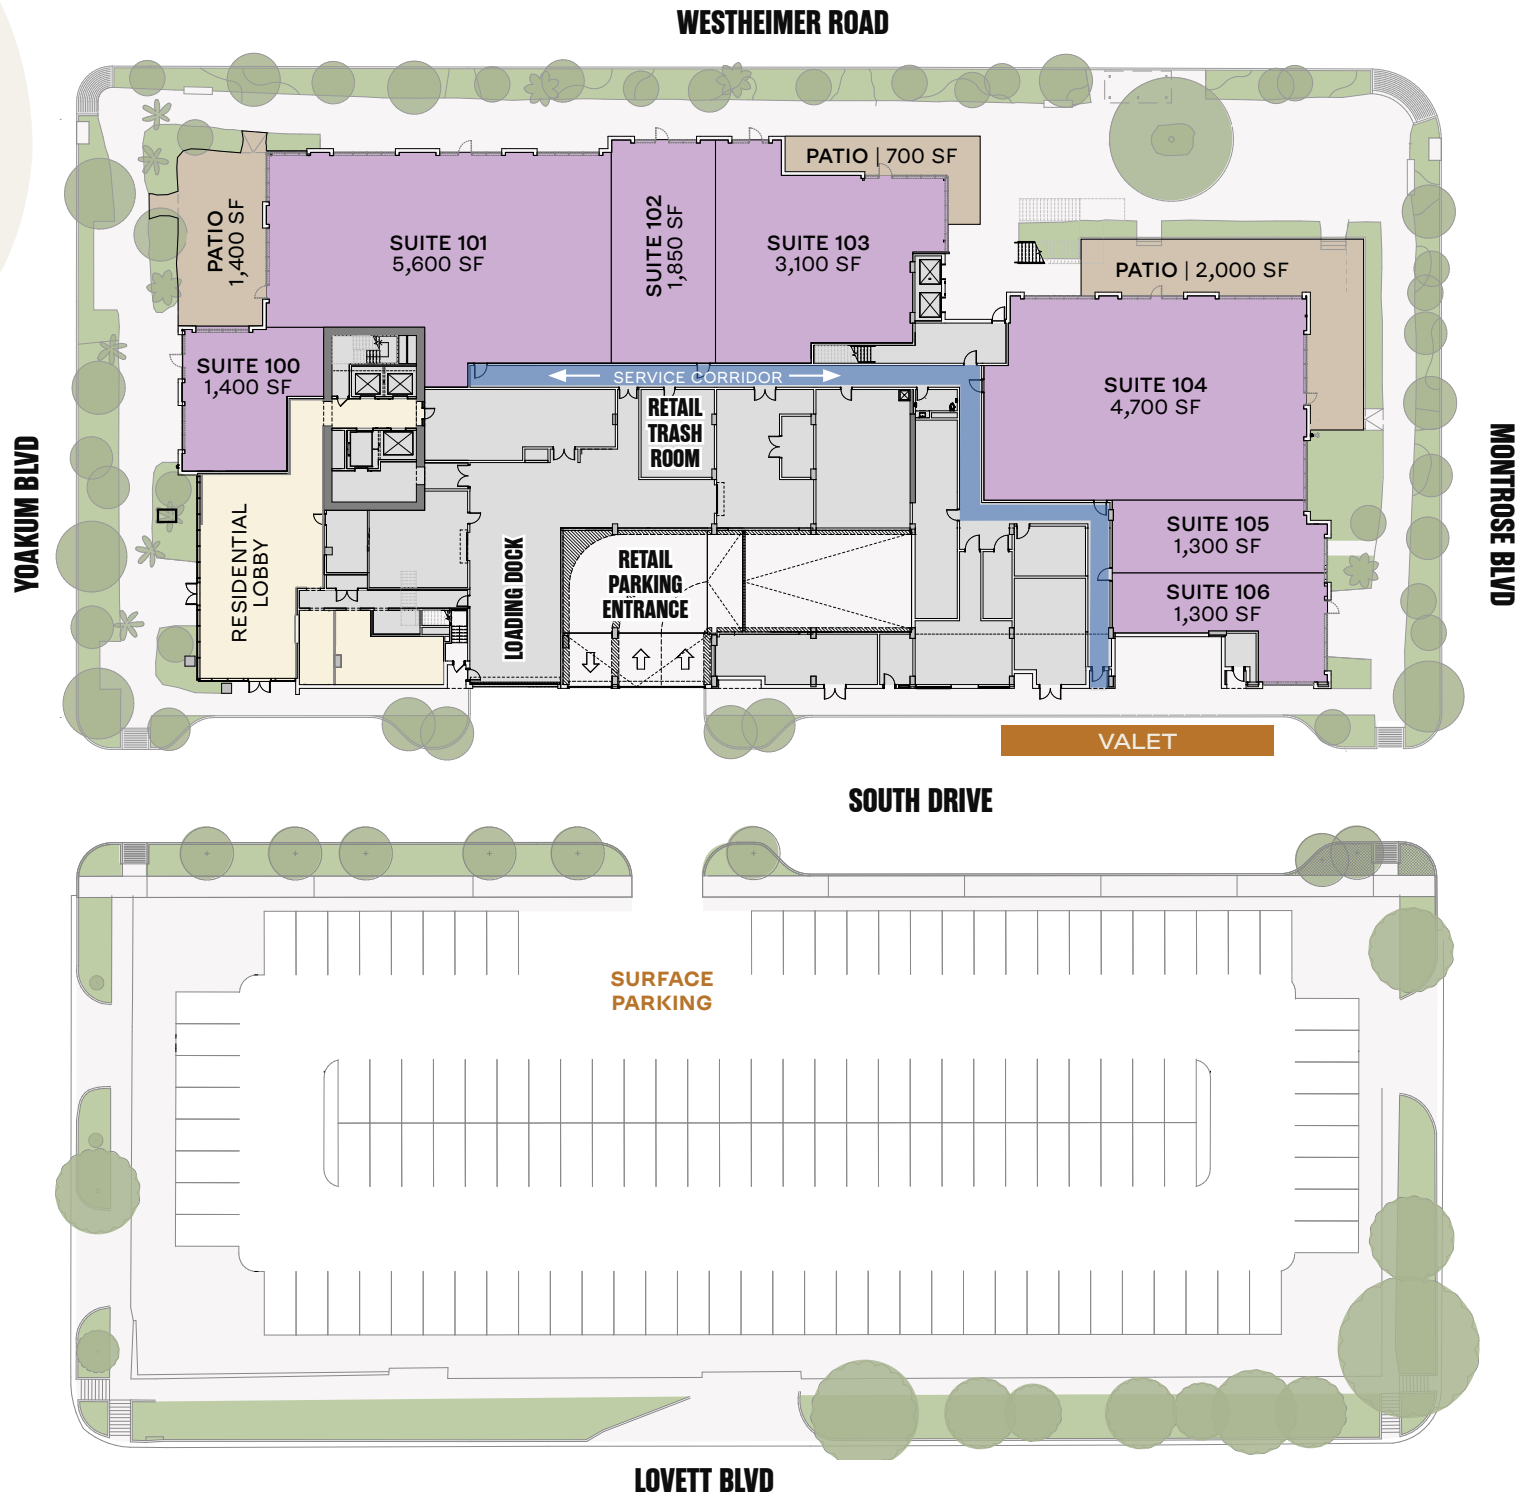 WESTHEIMER ROAD
PATIO | 700 SF
PATIO
1,400 SF
SUITE 101
5,600 SF
SUITE 102
1,850 SF
SUITE 103
3,100 SF
PATIO | 2,000 SF
SUITE 100
1,400 SF
SERVICE CORRIDOR
SUITE 104
4,700 SF
RETAIL
TRASH
ROOM
YOAKUM BLVD
MONTROSE BLVD
RESIDENTIAL
LOBBY
LOADING DOCK
RETAIL
PARKING
ENTRANCE
SUITE 105
1,300 SF
SUITE 106
1,300 SF
VALET
SOUTH DRIVE
SURFACE
PARKING
LOVETT BLVD